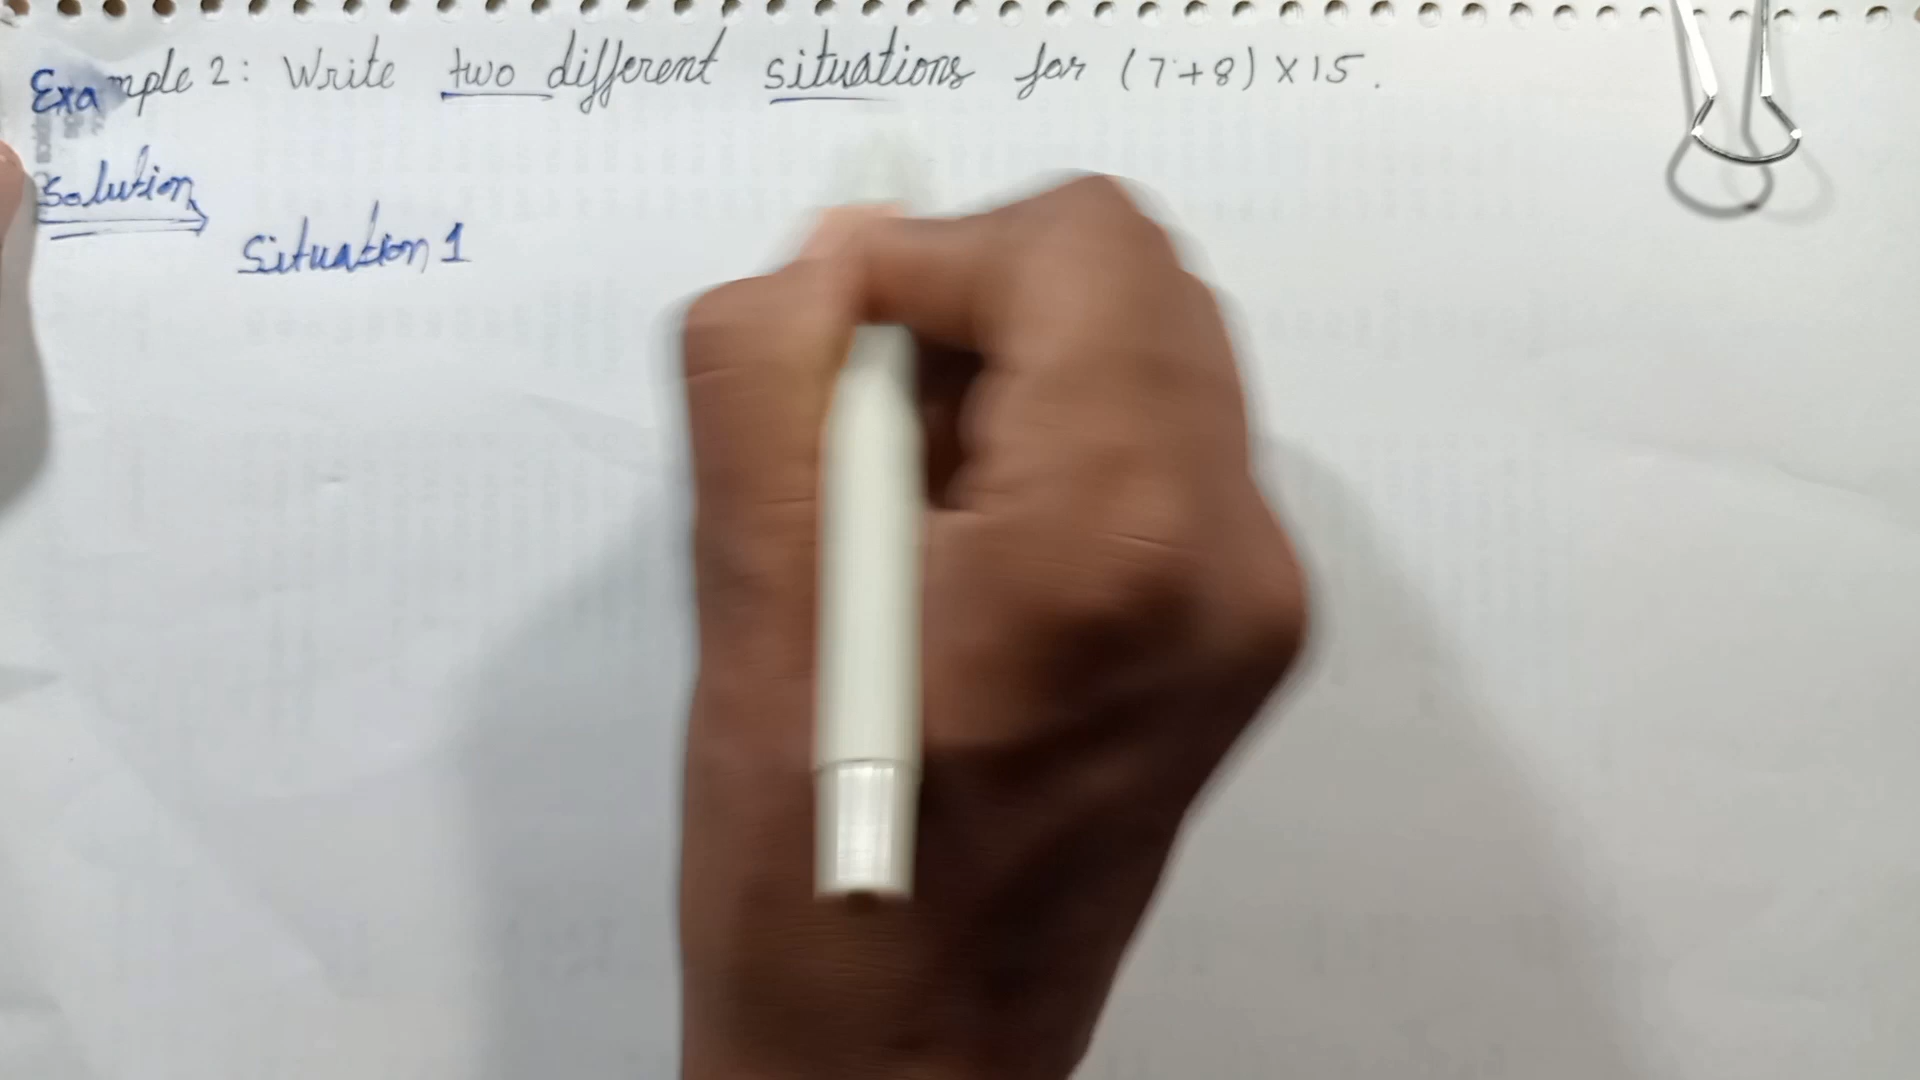 Example 2: Write two different situations for (7+8) × 15.
Solution
Situation 1